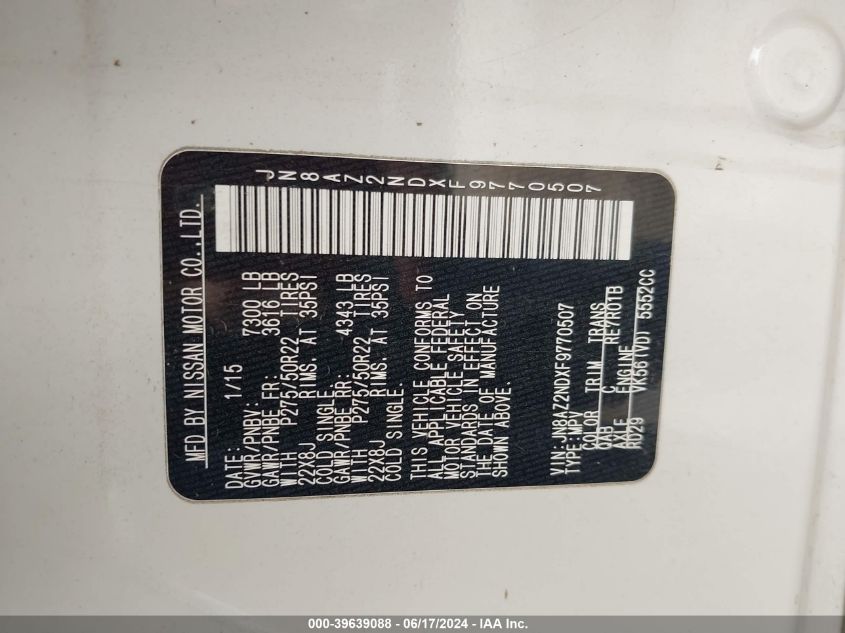 JN8AZ2NDXF9770507
MFD BY NISSAN MOTOR CO.,LTD.
DATE: 1/15
GVWR/PNBV: 7300 LB
GAWR/PNBE FR: 3616 LB
WITH P275/50R22 TIRES
22X8J RIMS. AT 35PSI
COLD SINGLE.
GAWR/PNBE RR: 4343 LB
WITH P275/50R22 TIRES
22X8J RIMS. AT 35PSI
COLD SINGLE.
THIS VEHICLE CONFORMS TO
ALL APPLICABLE FEDERAL
MOTOR VEHICLE SAFETY
STANDARDS IN EFFECT ON
THE DATE OF MANUFACTURE
SHOWN ABOVE.
VIN: JN8AZ2NDXF9770507
TYPE: MPV
COLOR TRIM TRANS
QXB C RE7R01B
AXLE ENGINE
RD29 VK56(VD) 5552CC
000-39639088 - 06/17/2024 - IAA Inc.